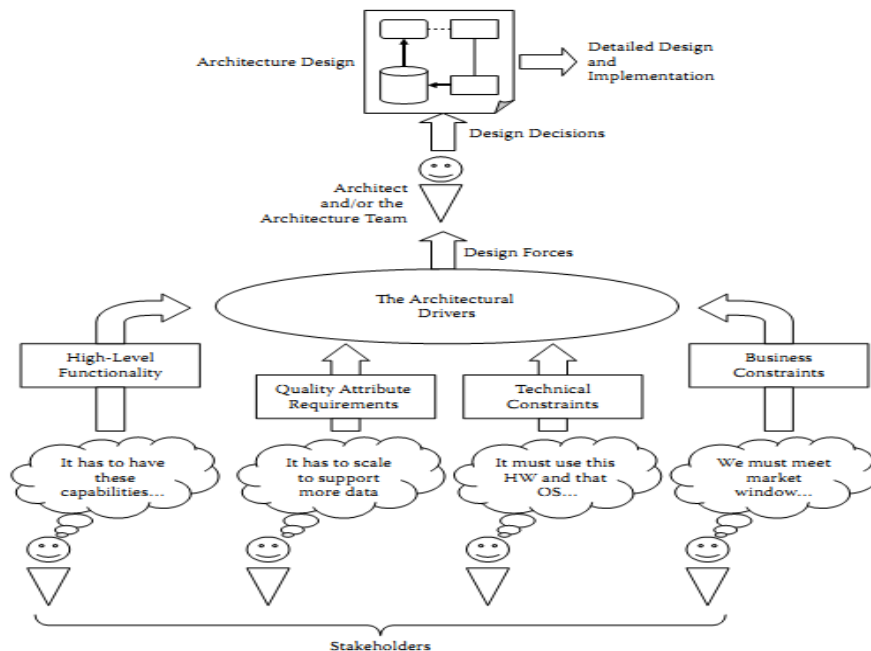 Architecture Design
Detailed Design
and
Implementation
Design Decisions
Architect
and/or the
Architecture Team
Design Forces
The Architectural
Drivers
High-Level
Functionality
Quality Attribute
Requirements
Technical
Constraints
Business
Constraints
It has to have
these
capabilities...
It has to scale
to support
more data
It must use this
HW and that
OS...
We must meet
market
window...
Stakeholders